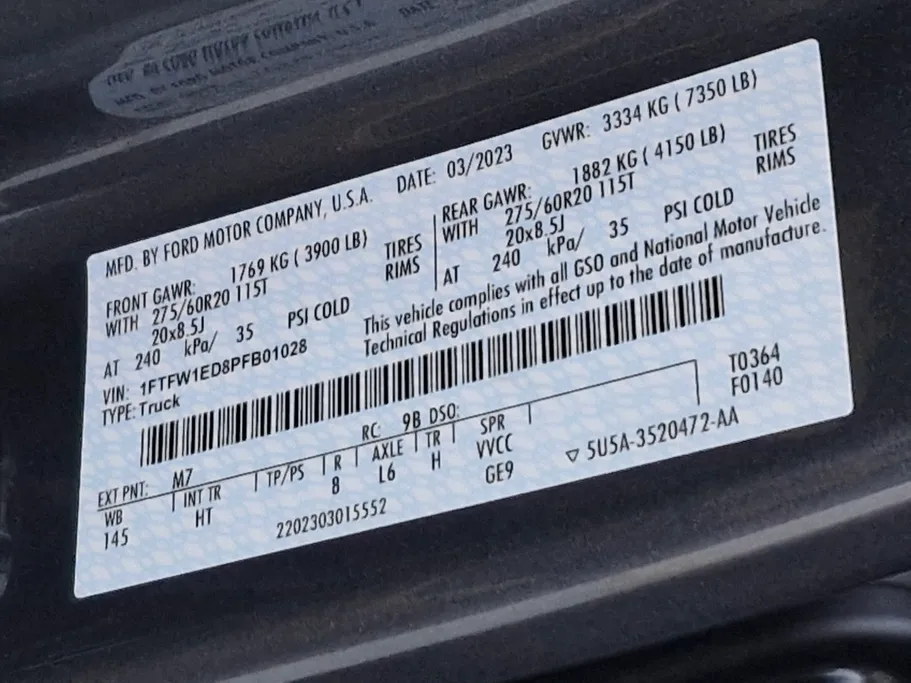 MFD. BY FORD MOTOR COMPANY, U.S.A. DATE: 03/2023 GVWR: 3334 KG ( 7350 LB)
FRONT GAWR: 1769 KG ( 3900 LB)
WITH 275/60R20 115T TIRES
20x8.5J RIMS
AT 240 kPa/ 35 PSI COLD
REAR GAWR: 1882 KG ( 4150 LB)
WITH 275/60R20 115T TIRES
20x8.5J RIMS
AT 240 kPa/ 35 PSI COLD
VIN: 1FTFW1ED8PFB01028
TYPE: Truck
This vehicle complies with all GSO and National Motor Vehicle
Technical Regulations in effect up to the date of manufacture.
T0364
F0140
EXT PNT: M7 RC: 9B DSO:
WB INT TR TP/PS R AXLE TR SPR
145 HT 8 L6 H VVCC
GE9
2202303015552
5U5A-3520472-AA